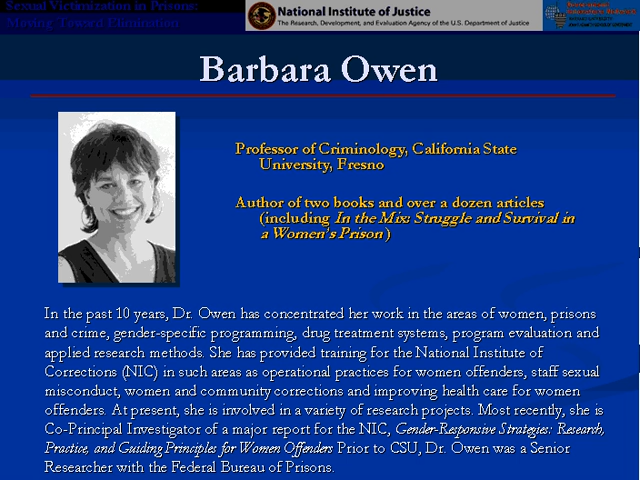 Sexual Victimization in Prisons:
Moving Toward Elimination
National Institute of Justice
The Research, Development, and Evaluation Agency of the U.S. Department of Justice
Barbara Owen
Professor of Criminology, California State
University, Fresno
Author of two books and over a dozen articles
(including In the Mix: Struggle and Survival in
a Women's Prison )
In the past 10 years, Dr. Owen has concentrated her work in the areas of women, prisons
and crime, gender-specific programming, drug treatment systems, program evaluation and
applied research methods. She has provided training for the National Institute of
Corrections (NIC) in such areas as operational practices for women offenders, staff sexual
misconduct, women and community corrections and improving health care for women
offenders. At present, she is involved in a variety of research projects. Most recently, she is
Co-Principal Investigator of a major report for the NIC, Gender-Responsive Strategies: Research,
Practice, and Guiding Principles for Women Offenders Prior to CSU, Dr. Owen was a Senior
Researcher with the Federal Bureau of Prisons.